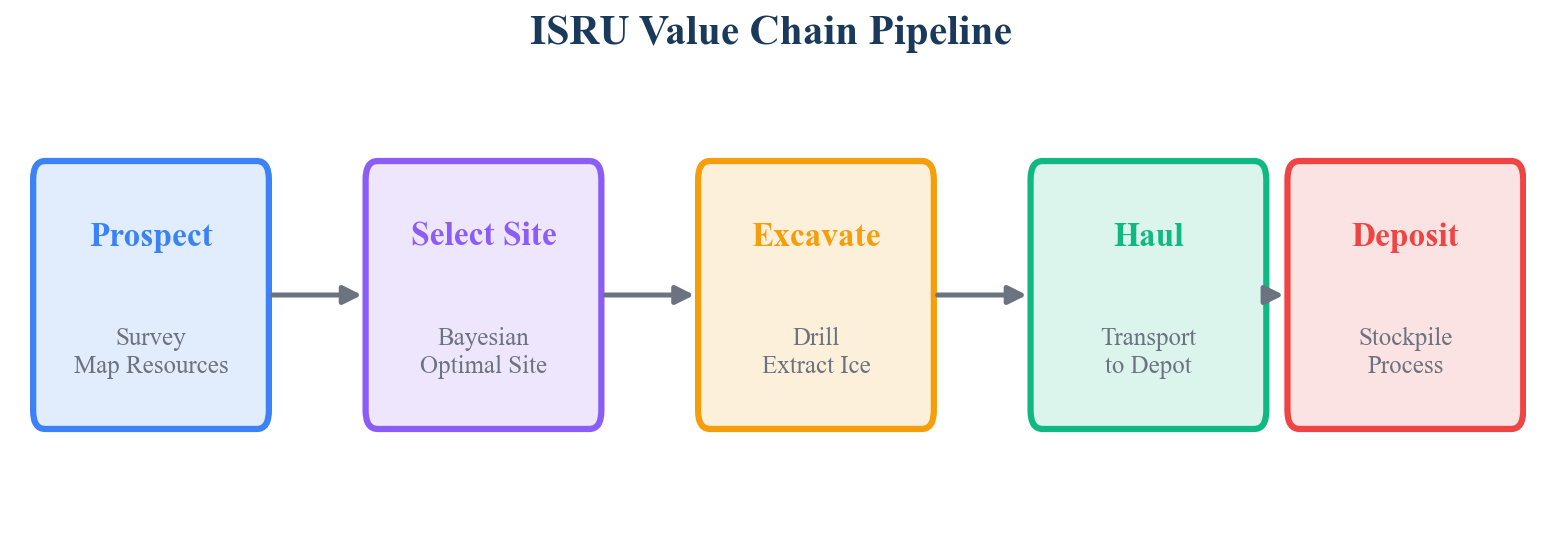 ISRU Value Chain Pipeline
Prospect
Survey
Map Resources
Select Site
Bayesian
Optimal Site
Excavate
Drill
Extract Ice
Haul
Transport
to Depot
Deposit
Stockpile
Process